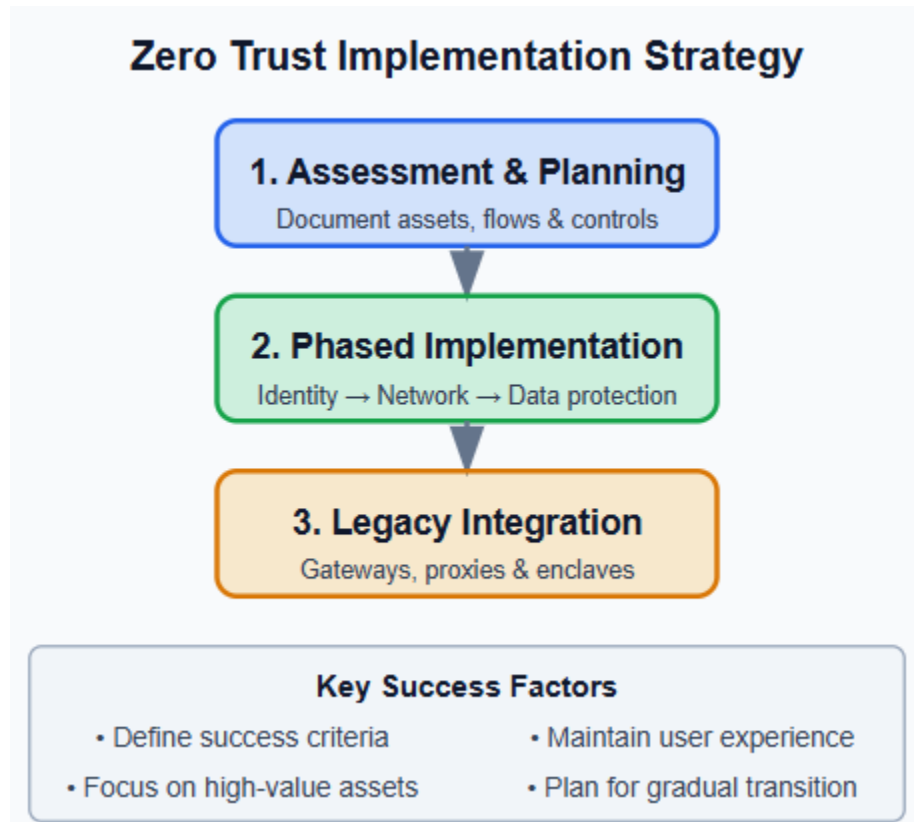 Zero Trust Implementation Strategy
1. Assessment & Planning
Document assets, flows & controls
2. Phased Implementation
Identity → Network → Data protection
3. Legacy Integration
Gateways, proxies & enclaves
Key Success Factors
• Define success criteria
• Maintain user experience
• Focus on high-value assets
• Plan for gradual transition